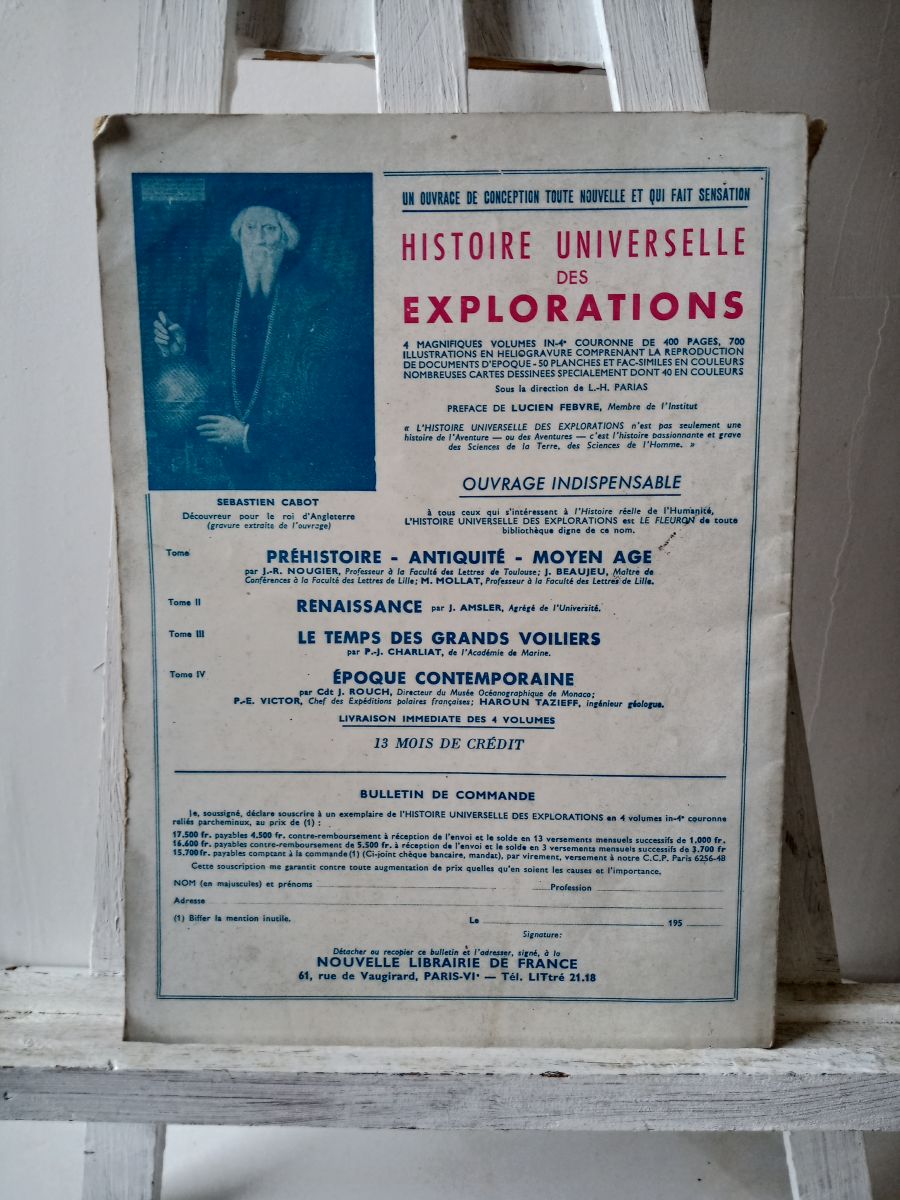 UN OUVRAGE DE CONCEPTION TOUTE NOUVELLE ET QUI FAIT SENSATION
HISTOIRE UNIVERSELLE
DES
EXPLORATIONS
4 MAGNIFIQUES VOLUMES IN-4° COURONNE DE 400 PAGES, 700
ILLUSTRATIONS EN HELIOGRAVURE COMPRENANT LA REPRODUCTION
DE DOCUMENTS D'EPOQUE - 50 PLANCHES ET FAC-SIMILES EN COULEURS
NOMBREUSES CARTES DESSINEES SPECIALEMENT DONT 40 EN COULEURS
Sous la direction de L.-H. PARIAS
PREFACE DE LUCIEN FEBVRE, Membre de l'Institut
« L'HISTOIRE UNIVERSELLE DES EXPLORATIONS n'est pas seulement une
histoire de l'Aventure — ou des Aventures — c'est l'histoire passionnante et grave
des Sciences de la Terre, des Sciences de l'Homme. »
OUVRAGE INDISPENSABLE
à tous ceux qui s'intéressent à l'Histoire réelle de l'Humanité,
L'HISTOIRE UNIVERSELLE DES EXPLORATIONS est LE FLEURON de toute
bibliothèque digne de ce nom.
SEBASTIEN CABOT
Découvreur pour le roi d'Angleterre
(gravure extraite de l'ouvrage)
Tome
PRÉHISTOIRE - ANTIQUITÉ - MOYEN AGE
par J.-R. NOUGIER, Professeur à la Faculté des Lettres de Toulouse; J. BEAUJEU, Maître de
Conférences à la Faculté des Lettres de Lille; M. MOLLAT, Professeur à la Faculté des Lettres de Lille.
Tome II RENAISSANCE par J. AMSLER, Agrégé de l'Université.
Tome III LE TEMPS DES GRANDS VOILIERS
par P.-J. CHARLIAT, de l'Académie de Marine.
Tome IV ÉPOQUE CONTEMPORAINE
par Cdt J. ROUCH, Directeur du Musée Océanographique de Monaco;
P.-E. VICTOR, Chef des Expéditions polaires françaises; HAROUN TAZIEFF, ingénieur géologue.
LIVRAISON IMMEDIATE DES 4 VOLUMES
13 MOIS DE CRÉDIT
BULLETIN DE COMMANDE
Je, soussigné, déclare souscrire à un exemplaire de l'HISTOIRE UNIVERSELLE DES EXPLORATIONS en 4 volumes in-4° couronne
reliés parcheminux, au prix de (1) :
17.500 fr. payables 4.500 fr. contre-remboursement à réception de l'envoi et le solde en 13 versements mensuels successifs de 1.000 fr.
16.600 fr. payables contre-remboursement de 5.500 fr. à réception de l'envoi et le solde en 3 versements mensuels successifs de 3.700 fr
15.700 fr. payables comptant à la commande (1) (Ci-joint chèque bancaire, mandat), par virement, versement à notre C.C.P. Paris 6256-48
Cette souscription me garantit contre toute augmentation de prix quelles qu'en soient les causes et l'importance.
NOM (en majuscules) et prénoms Profession
Adresse
(1) Biffer la mention inutile. Le 195
Signature:
Détacher ou recopier ce bulletin et l'adresser, signé, à la
NOUVELLE LIBRAIRIE DE FRANCE
61, rue de Vaugirard, PARIS-VIe — Tél. LITtré 21.18